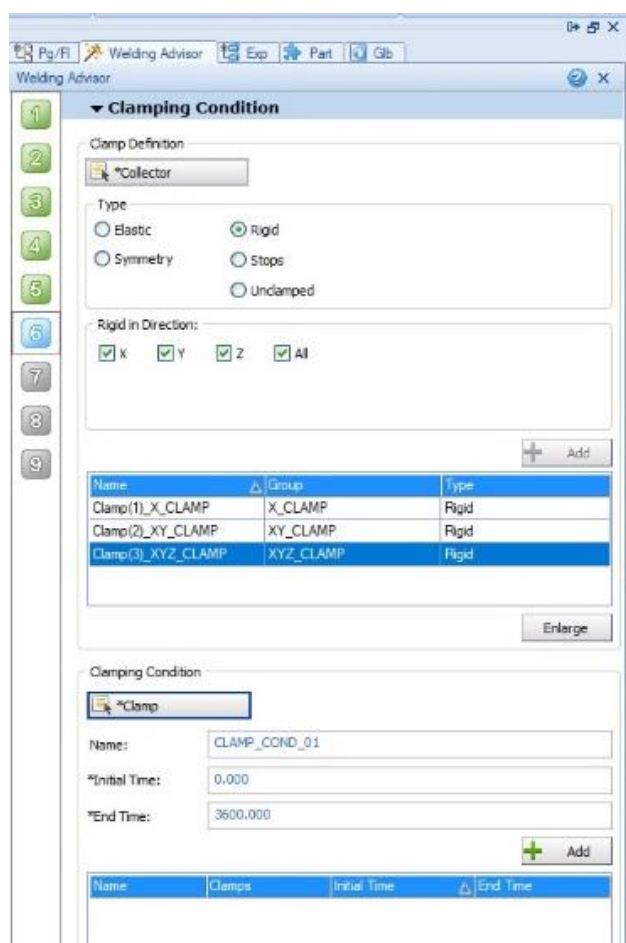 Pg/Fl Welding Advisor Exp Part Glb
Welding Advisor
1
Clamping Condition
2
Clamp Definition
*Collector
3
Type
Elastic Rigid
4
Symmetry Stops
5
Unclamped
6
Rigid in Direction:
X Y Z All
7
8
Add
9
Name Group Type
Clamp(1)_X_CLAMP X_CLAMP Rigid
Clamp(2)_XY_CLAMP XY_CLAMP Rigid
Clamp(3)_XYZ_CLAMP XYZ_CLAMP Rigid
Enlarge
Clamping Condition
*Clamp
Name: CLAMP_COND_01
*Initial Time: 0.000
*End Time: 3600.000
Add
Name Clamps Initial Time End Time